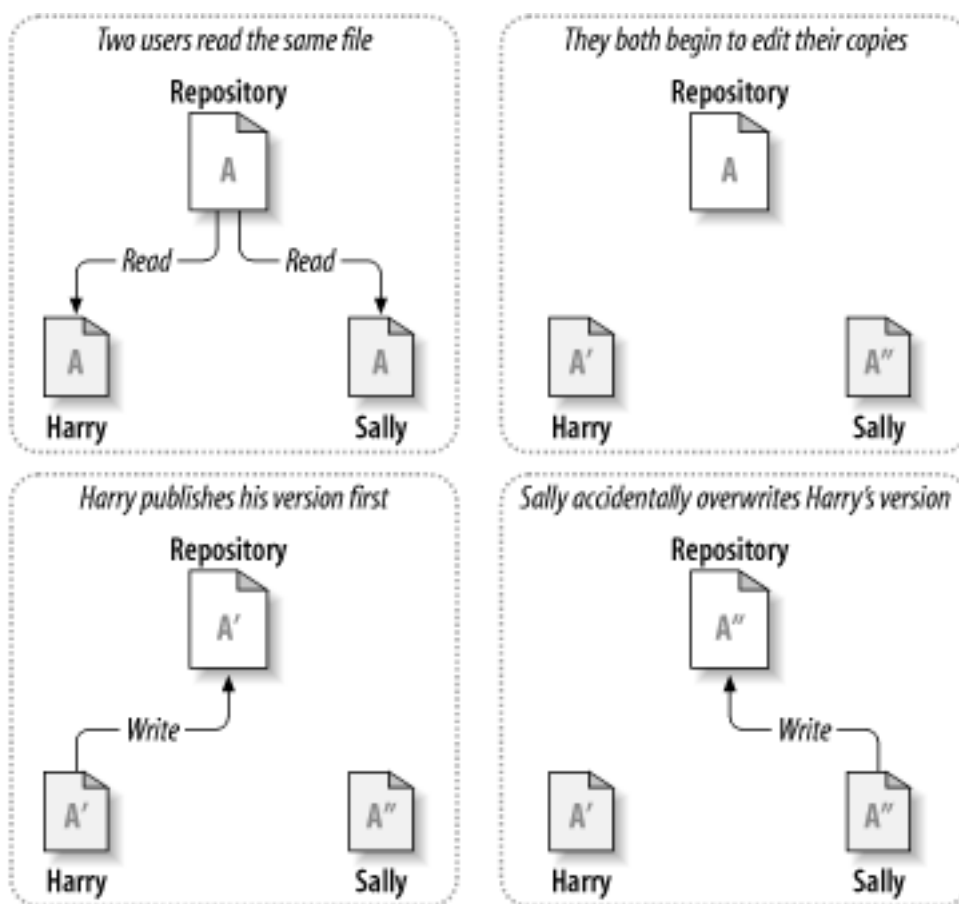 Two users read the same file
Repository
A
Read Read
A A
Harry Sally
They both begin to edit their copies
Repository
A
A' A"
Harry Sally
Harry publishes his version first
Repository
A'
Write
A' A"
Harry Sally
Sally accidentally overwrites Harry's version
Repository
A"
Write
A' A"
Harry Sally